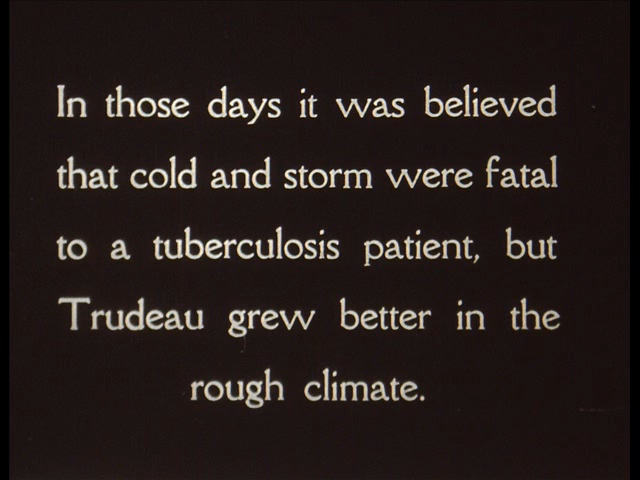 In those days it was believed
that cold and storm were fatal
to a tuberculosis patient, but
Trudeau grew better in the
rough climate.